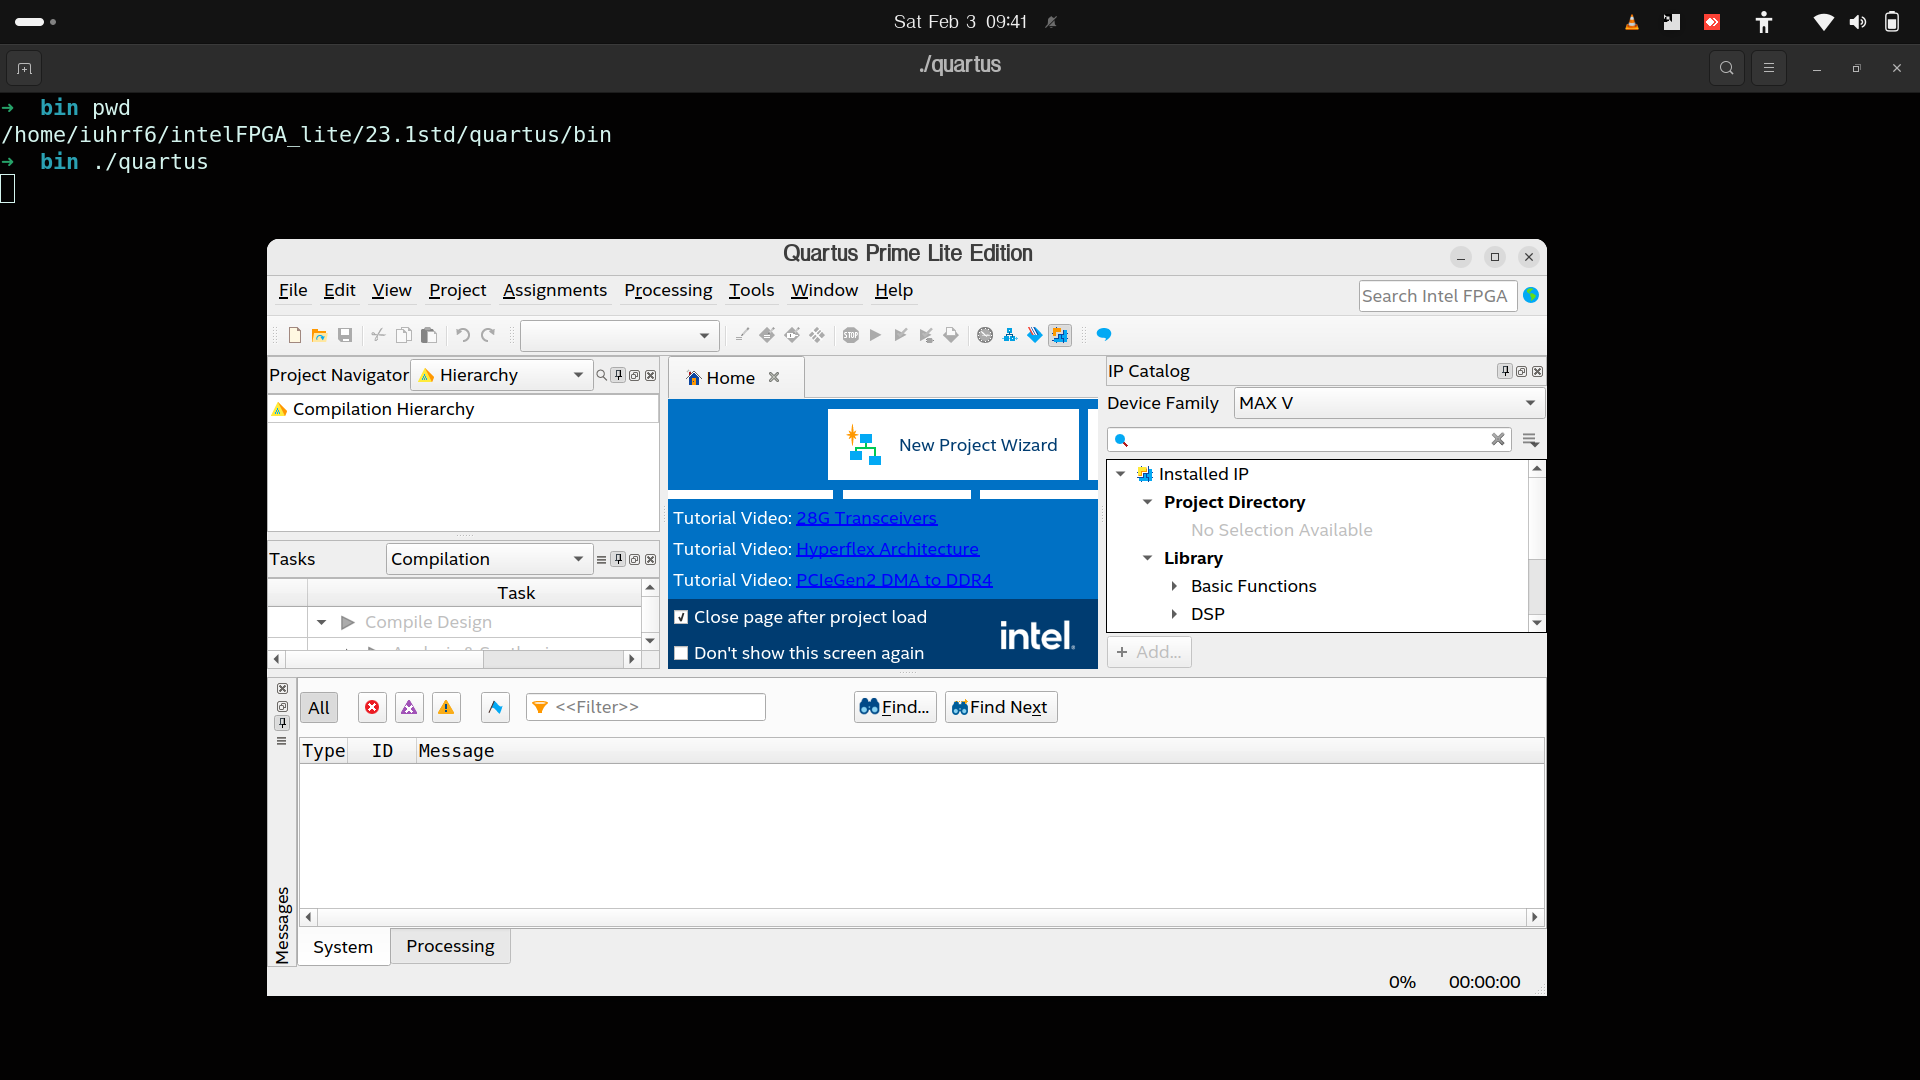 Sat Feb 3 09:41
./quartus
→ bin pwd
/home/iuhrf6/intelFPGA_lite/23.1std/quartus/bin
→ bin ./quartus
Quartus Prime Lite Edition
File Edit View Project Assignments Processing Tools Window Help
Search Intel FPGA
STOP
Project Navigator Hierarchy
Compilation Hierarchy
Tasks Compilation
Task
Compile Design
Home
New Project Wizard
Tutorial Video: 28G Transceivers
Tutorial Video: Hyperflex Architecture
Tutorial Video: PCIeGen2 DMA to DDR4
Close page after project load
Don't show this screen again
intel.
IP Catalog
Device Family MAX V
Installed IP
Project Directory
No Selection Available
Library
Basic Functions
DSP
+ Add...
All <<Filter>> Find... Find Next
Type ID Message
Messages
System Processing
0% 00:00:00